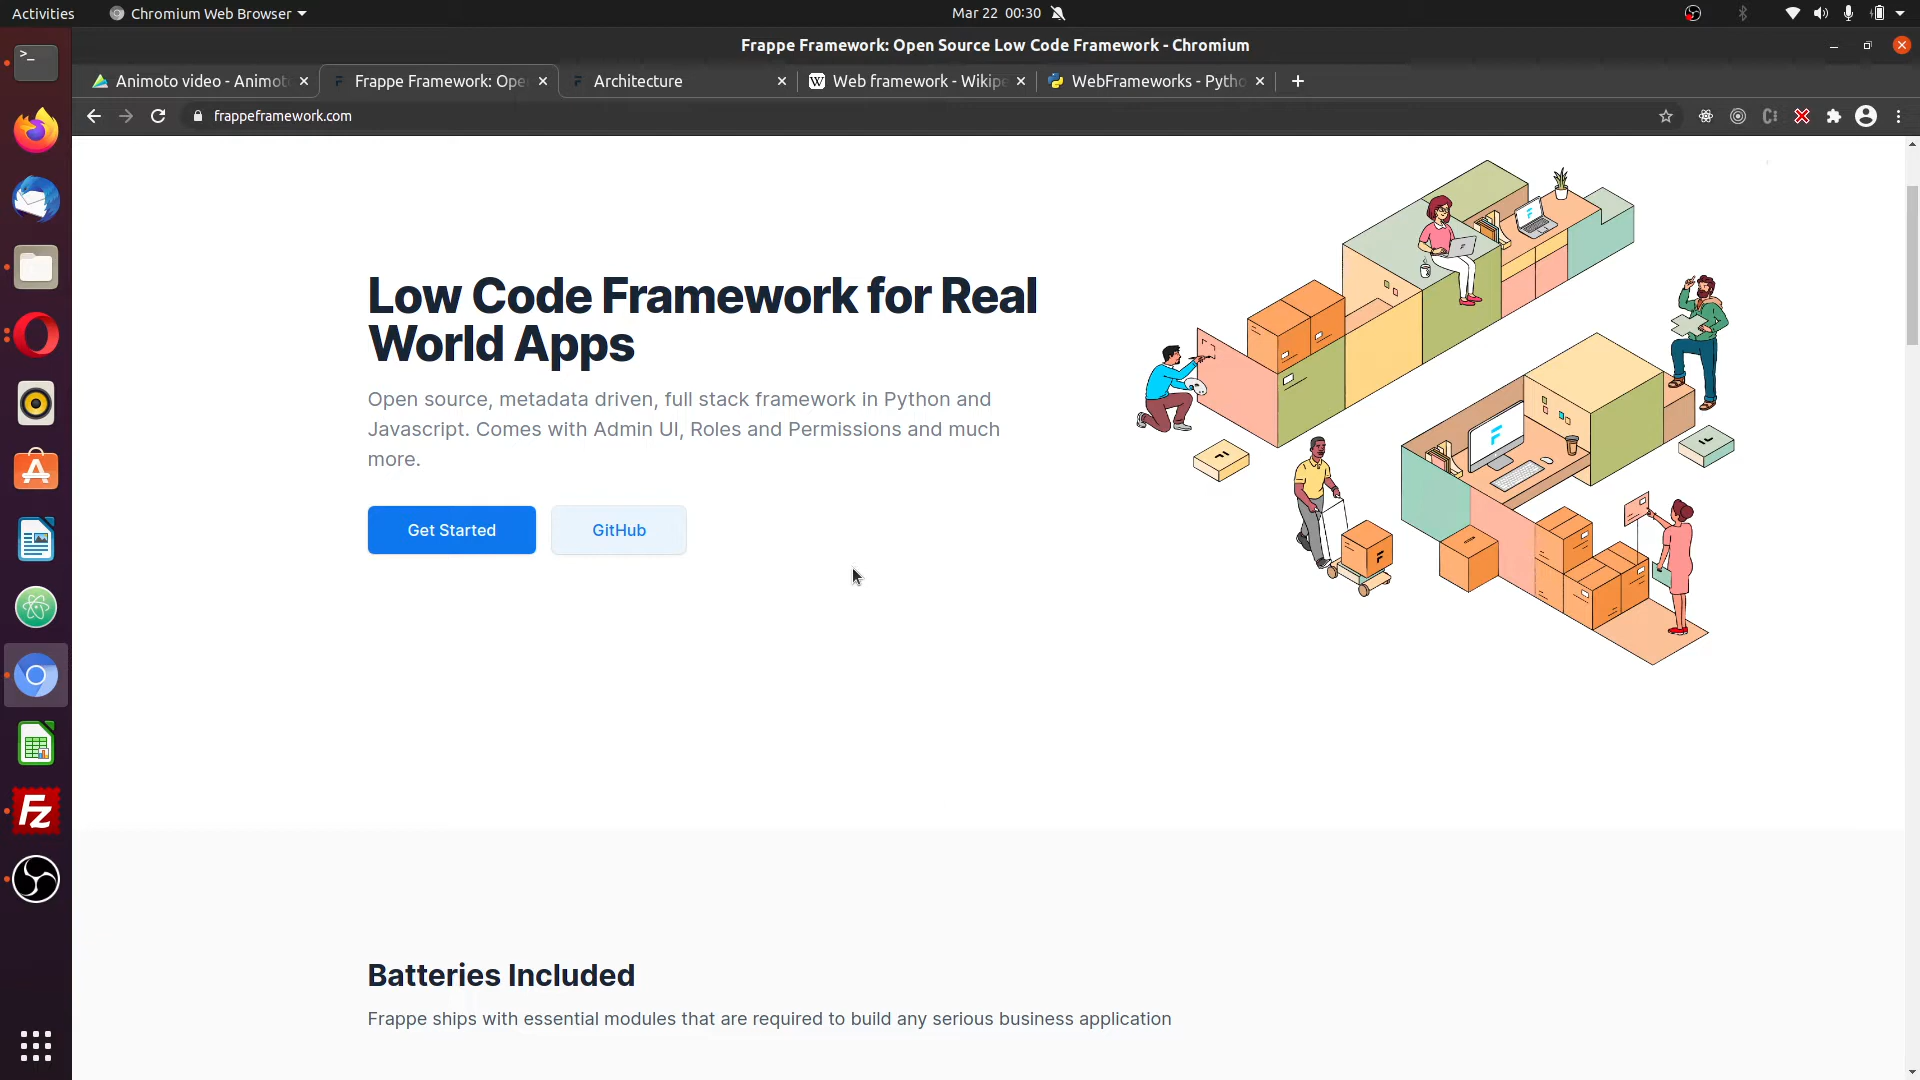 Activities
Chromium Web Browser
Mar 22 00:30
Frappe Framework: Open Source Low Code Framework - Chromium
Animoto video - Animot
Frappe Framework: Ope
Architecture
Web framework - Wikipe
WebFrameworks - Pytho
frappeframework.com
Low Code Framework for Real
World Apps
Open source, metadata driven, full stack framework in Python and
Javascript. Comes with Admin UI, Roles and Permissions and much
more.
Get Started
GitHub
Batteries Included
Frappe ships with essential modules that are required to build any serious business application